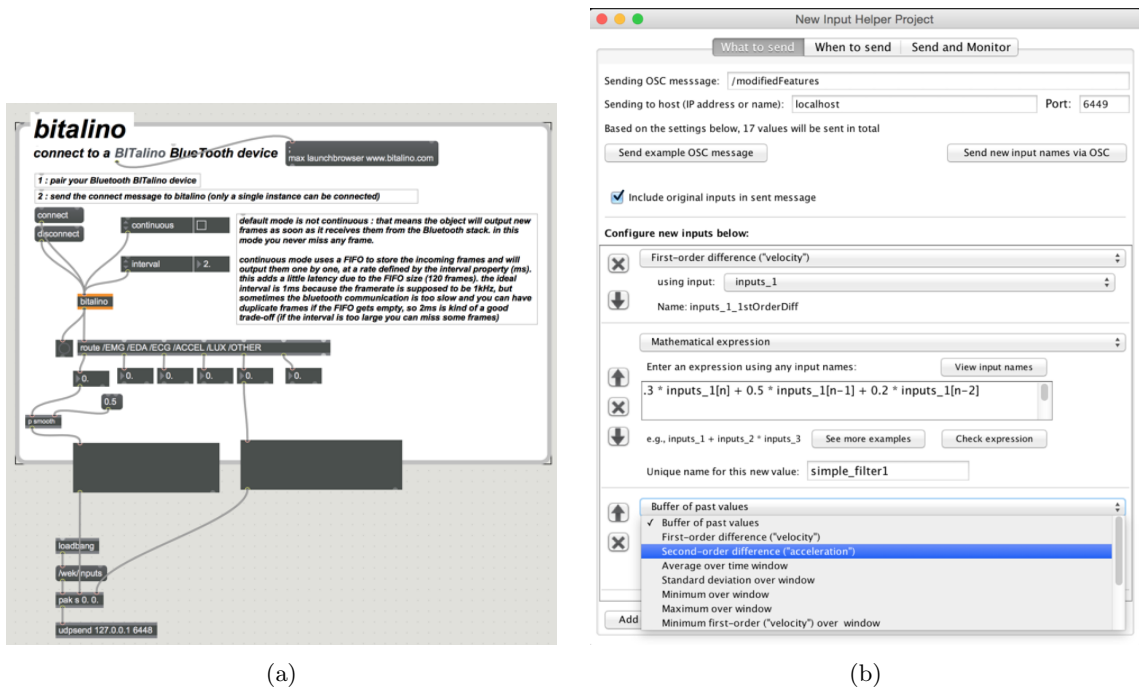 bitalino
connect to a BITalino BlueTooth device
max launchbrowser www.bitalino.com
1 : pair your Bluetooth BITalino device
2 : send the connect message to bitalino (only a single instance can be connected)
connect
disconnect
continuous
interval
2.
default mode is not continuous : that means the object will output new
frames as soon as it receives them from the Bluetooth stack. in this
mode you never miss any frame.
continuous mode uses a FIFO to store the incoming frames and will
output them one by one, at a rate defined by the interval property (ms).
this adds a little latency due to the FIFO size (120 frames). the ideal
interval is 1ms because the framerate is supposed to be 1kHz, but
sometimes the bluetooth communication is too slow and you can have
duplicate frames if the FIFO gets empty, so 2ms is kind of a good
trade-off (if the interval is too large you can miss some frames)
bitalino
route /EMG /EDA /ECG /ACCEL /LUX /OTHER
0. 0. 0. 0. 0. 0.
0.5
p smooth
loadbang
/wek/inputs
pak s 0. 0.
udpsend 127.0.0.1 6448
(a)
New Input Helper Project
What to send When to send Send and Monitor
Sending OSC messsage: /modifiedFeatures
Sending to host (IP address or name): localhost Port: 6449
Based on the settings below, 17 values will be sent in total
Send example OSC message Send new input names via OSC
Include original inputs in sent message
Configure new inputs below:
First-order difference ("velocity")
using input: inputs_1
Name: inputs_1_1stOrderDiff
Mathematical expression
Enter an expression using any input names: View input names
.3 * inputs_1[n] + 0.5 * inputs_1[n-1] + 0.2 * inputs_1[n-2]
e.g., inputs_1 + inputs_2 * inputs_3 See more examples Check expression
Unique name for this new value: simple_filter1
Buffer of past values
✓ Buffer of past values
First-order difference ("velocity")
Second-order difference ("acceleration")
Average over time window
Standard deviation over window
Minimum over window
Maximum over window
Minimum first-order ("velocity") over window
Add
(b)